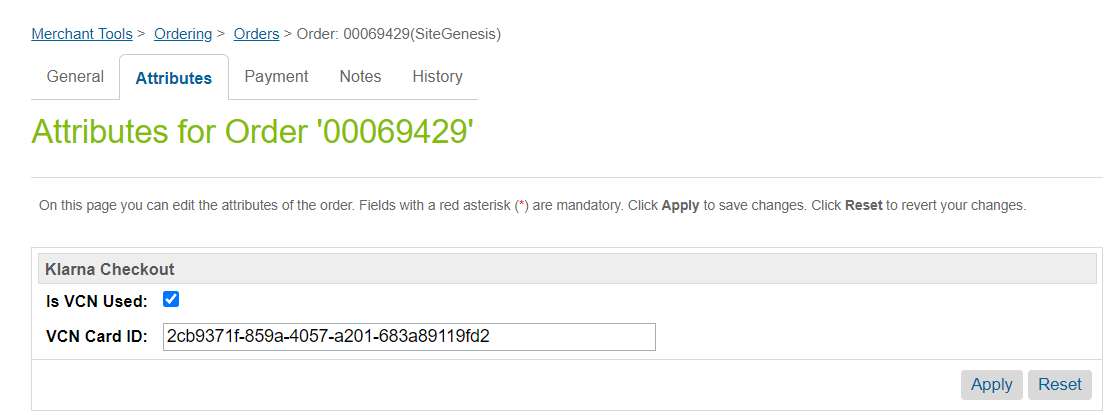 Merchant Tools > Ordering > Orders > Order: 00069429(SiteGenesis)
General Attributes Payment Notes History
Attributes for Order '00069429'
On this page you can edit the attributes of the order. Fields with a red asterisk (*) are mandatory. Click Apply to save changes. Click Reset to revert your changes.
Klarna Checkout
Is VCN Used:
VCN Card ID: 2cb9371f-859a-4057-a201-683a89119fd2
Apply Reset